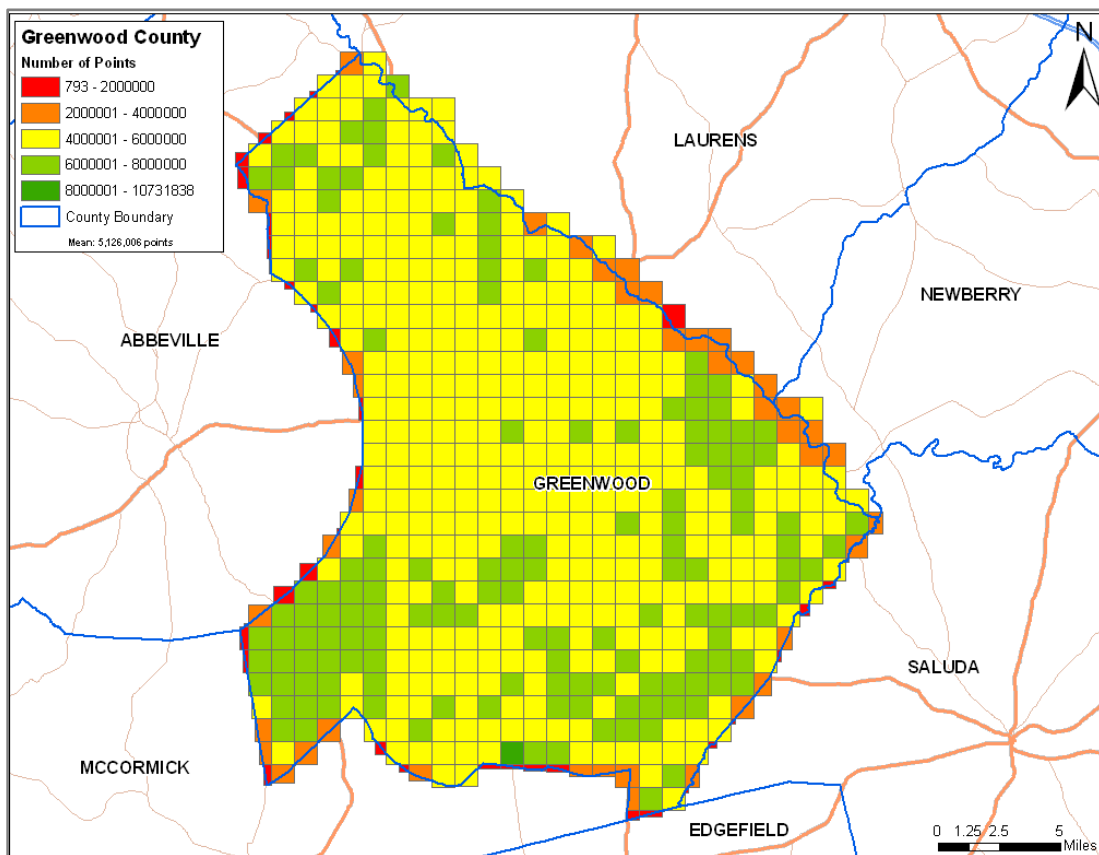 Greenwood County
Number of Points
793 - 2000000
2000001 - 4000000
4000001 - 6000000
6000001 - 8000000
8000001 - 10731838
County Boundary
Mean: 5,126,006 points
N
LAURENS
NEWBERRY
ABBEVILLE
GREENWOOD
SALUDA
MCCORMICK
EDGEFIELD
0 1.25 2.5 5
Miles